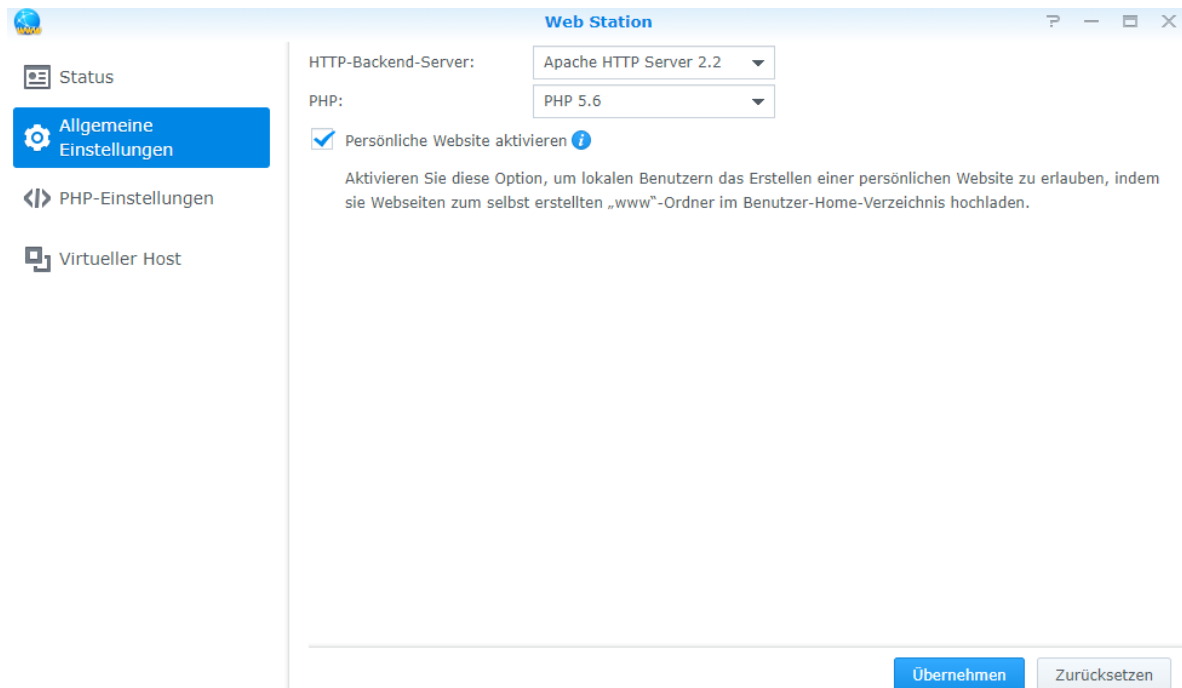 Web Station
Status
Allgemeine
Einstellungen
PHP-Einstellungen
Virtueller Host
HTTP-Backend-Server:
Apache HTTP Server 2.2
PHP:
PHP 5.6
Persönliche Website aktivieren
Aktivieren Sie diese Option, um lokalen Benutzern das Erstellen einer persönlichen Website zu erlauben, indem
sie Webseiten zum selbst erstellten „www“-Ordner im Benutzer-Home-Verzeichnis hochladen.
Übernehmen
Zurücksetzen